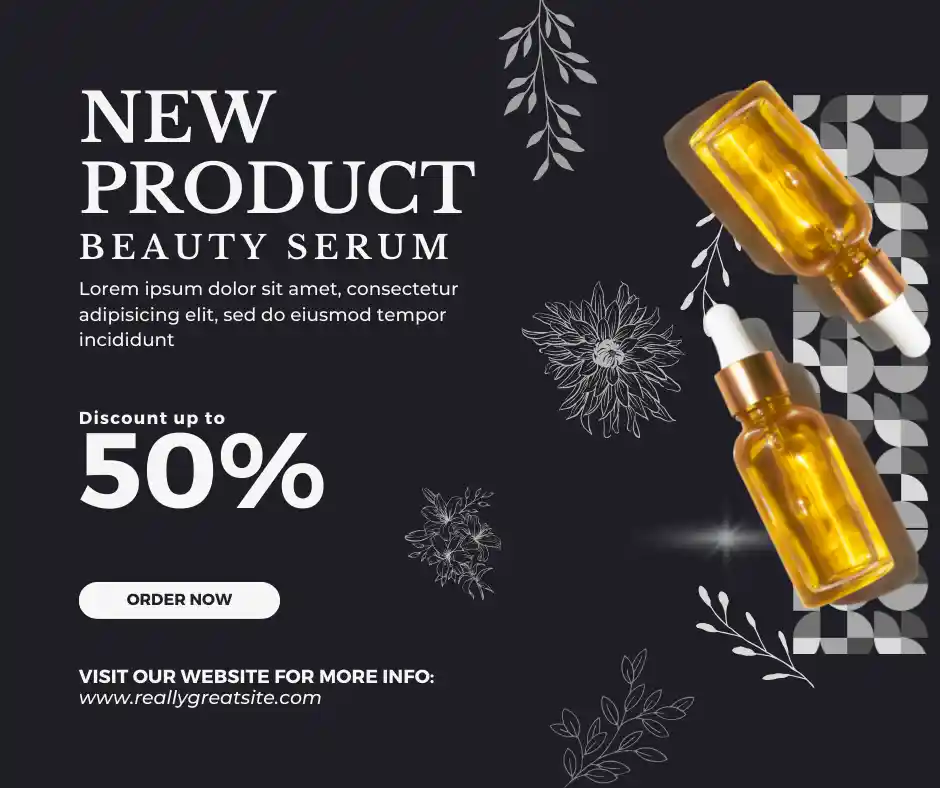 NEW
PRODUCT
BEAUTY SERUM
Lorem ipsum dolor sit amet, consectetur
adipisicing elit, sed do eiusmod tempor
incididunt
Discount up to
50%
ORDER NOW
VISIT OUR WEBSITE FOR MORE INFO:
www.reallygreatsite.com